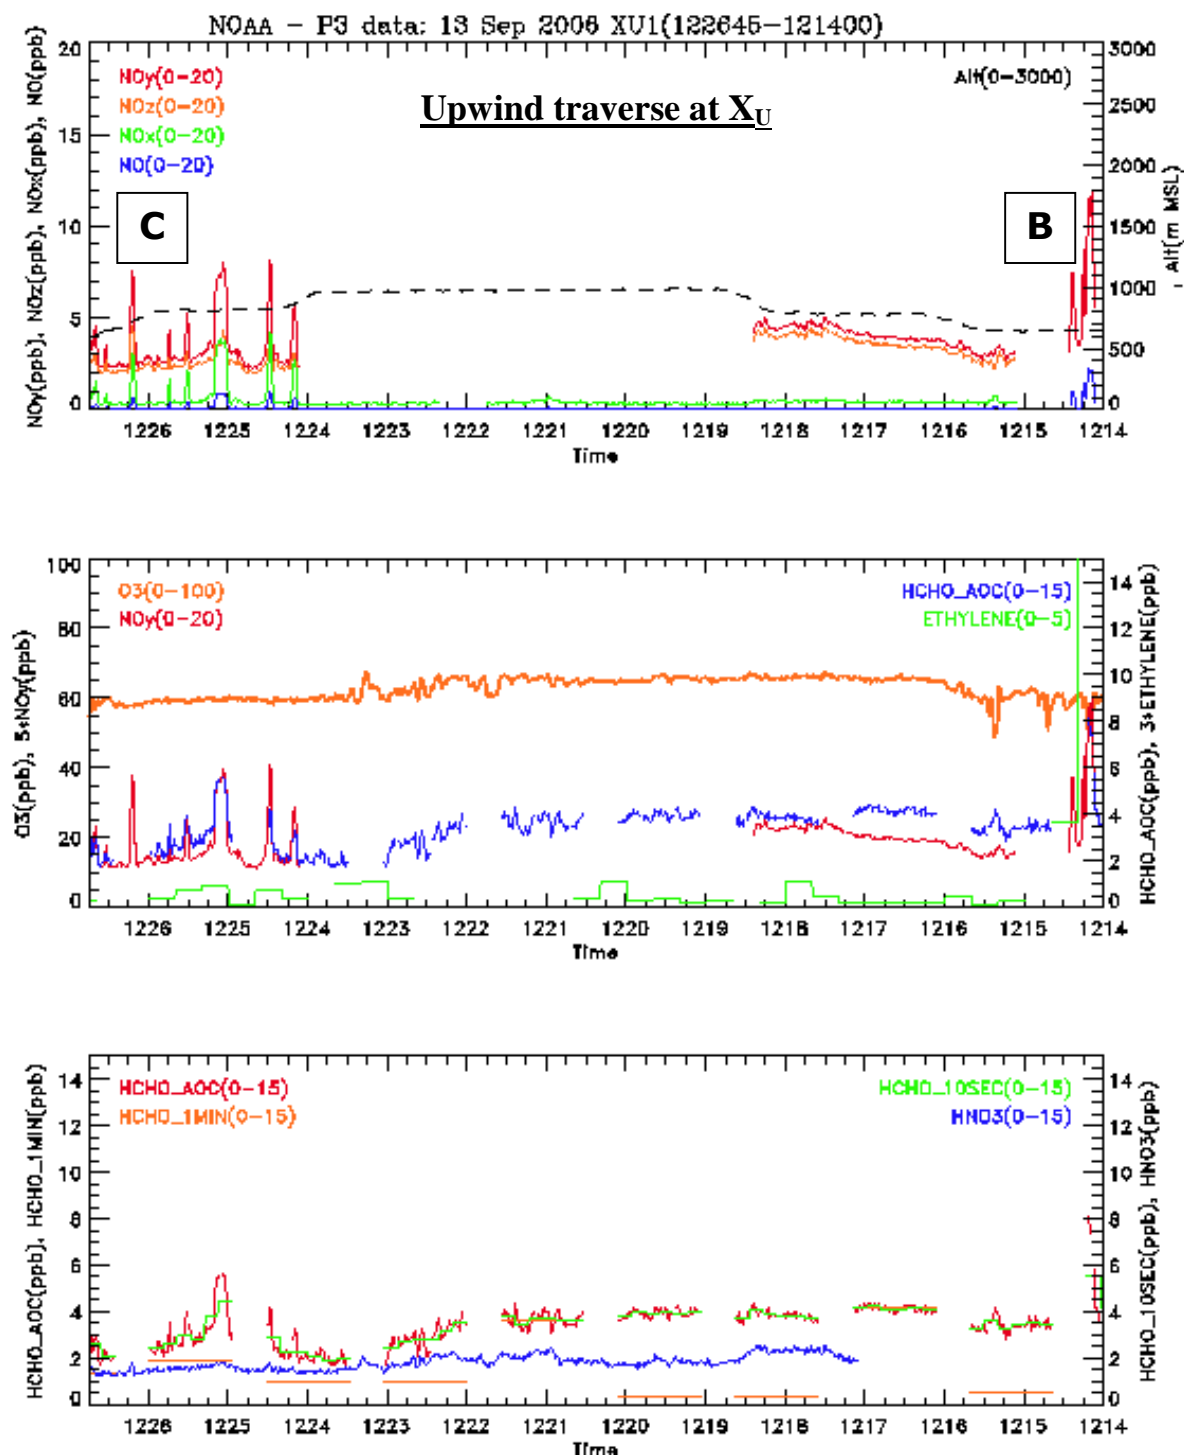 NOAA - P3 data: 13 Sep 2006 XU1(122645-121400)
NOy(ppb), NOz(ppb), NOx(ppb), NO(ppb)
20
15
10
5
0
NOy(0-20)
NOz(0-20)
NOx(0-20)
NO(0-20)
Upwind traverse at XU
Alt(0-3000)
C
B
3000
2500
2000
1500
1000
500
0
- Alt(m MSL)
1226 1225 1224 1223 1222 1221 1220 1219 1218 1217 1216 1215 1214
Time
O3(ppb), 5*NOy(ppb)
100
80
60
40
20
0
O3(0-100)
NOy(0-20)
HCHO_AOC(0-15)
ETHYLENE(0-5)
14
12
10
8
6
4
2
0
HCHO_AOC(ppb), 3*ETHYLENE(ppb)
1226 1225 1224 1223 1222 1221 1220 1219 1218 1217 1216 1215 1214
Time
HCHO_AOC(ppb), HCHO_1MIN(ppb)
14
12
10
8
6
4
2
0
HCHO_AOC(0-15)
HCHO_1MIN(0-15)
HCHO_10SEC(0-15)
HNO3(0-15)
14
12
10
8
6
4
2
0
HCHO_10SEC(ppb), HNO3(ppb)
1226 1225 1224 1223 1222 1221 1220 1219 1218 1217 1216 1215 1214
Time